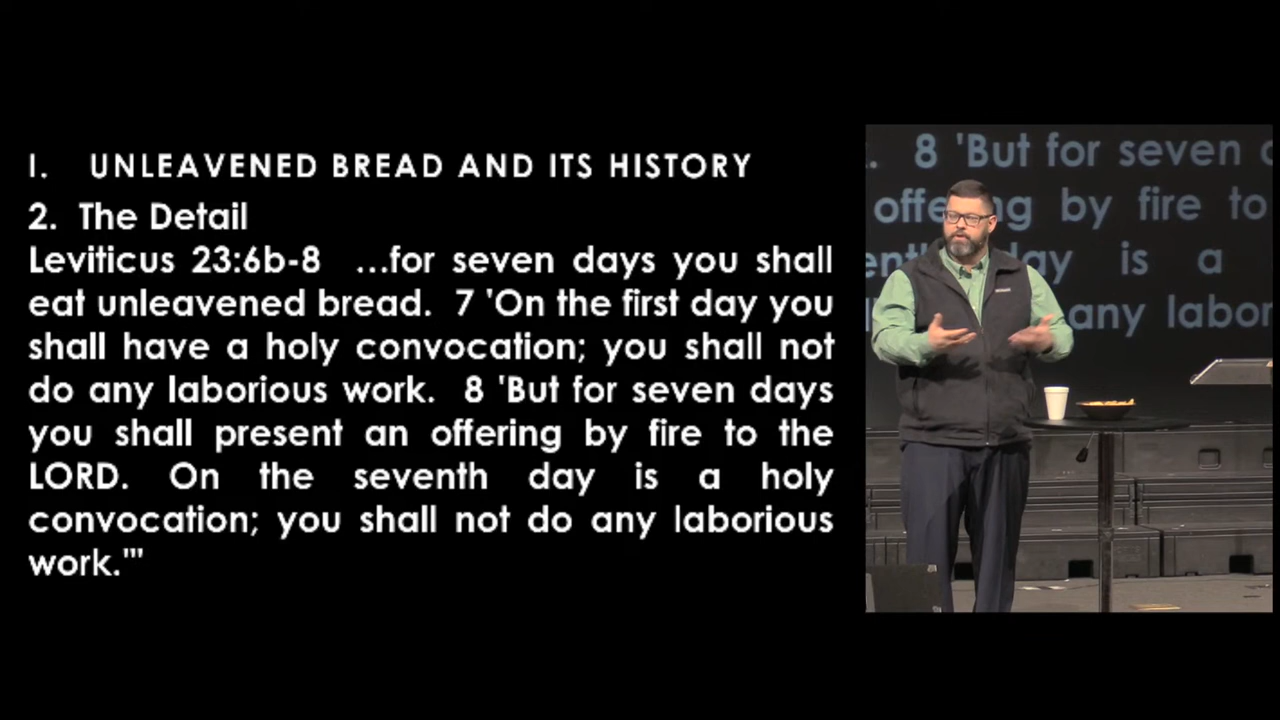 I. UNLEAVENED BREAD AND ITS HISTORY
2. The Detail
Leviticus 23:6b-8 ...for seven days you shall
eat unleavened bread. 7 'On the first day you
shall have a holy convocation; you shall not
do any laborious work. 8 'But for seven days
you shall present an offering by fire to the
LORD. On the seventh day is a holy
convocation; you shall not do any laborious
work.'"
. 8 'But for seven
offering by fire to
day is a
any labor